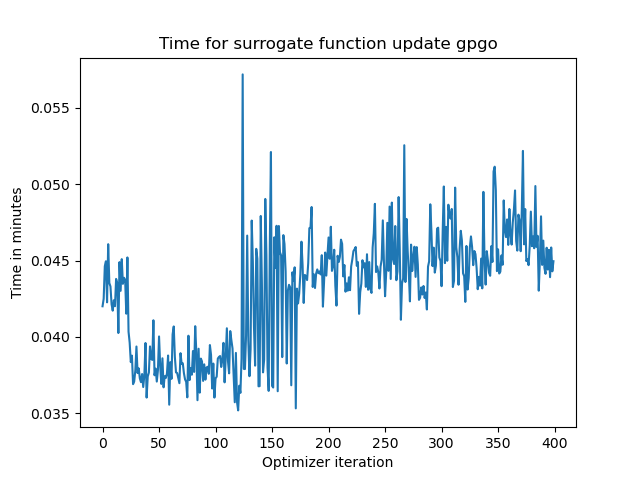 Time for surrogate function update gpgo
0.055
0.050
0.045
0.040
0.035
Time in minutes
0 50 100 150 200 250 300 350 400
Optimizer iteration